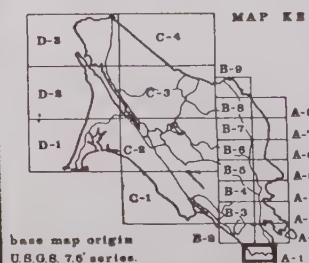 MAP KE
D-3
C-4
D-2
C-3
B-9
B-8
B-7
D-1
C-2
B-6
B-5
B-4
C-1
B-3
B-2
A-1
base map origin
U.S.G.S. 7.5' series.